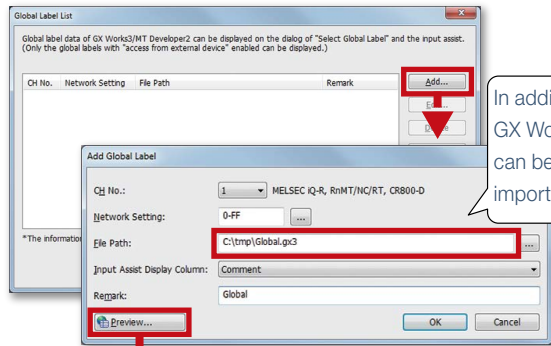 Global Label List
Global label data of GX Works3/MT Developer2 can be displayed on the dialog of "Select Global Label" and the input assist.
(Only the global labels with "access from external device" enabled can be displayed.)
CH No. Network Setting File Path Remark
Add...
In addi
GX Wo
can be
import
Add Global Label
CH No.: 1 MELSEC iQ-R, RnMT/NC/RT, CR800-D
Network Setting: 0-FF ...
*The information
File Path: C:\tmp\Global.gx3 ...
Input Assist Display Column: Comment
Remark: Global
Preview... OK Cancel